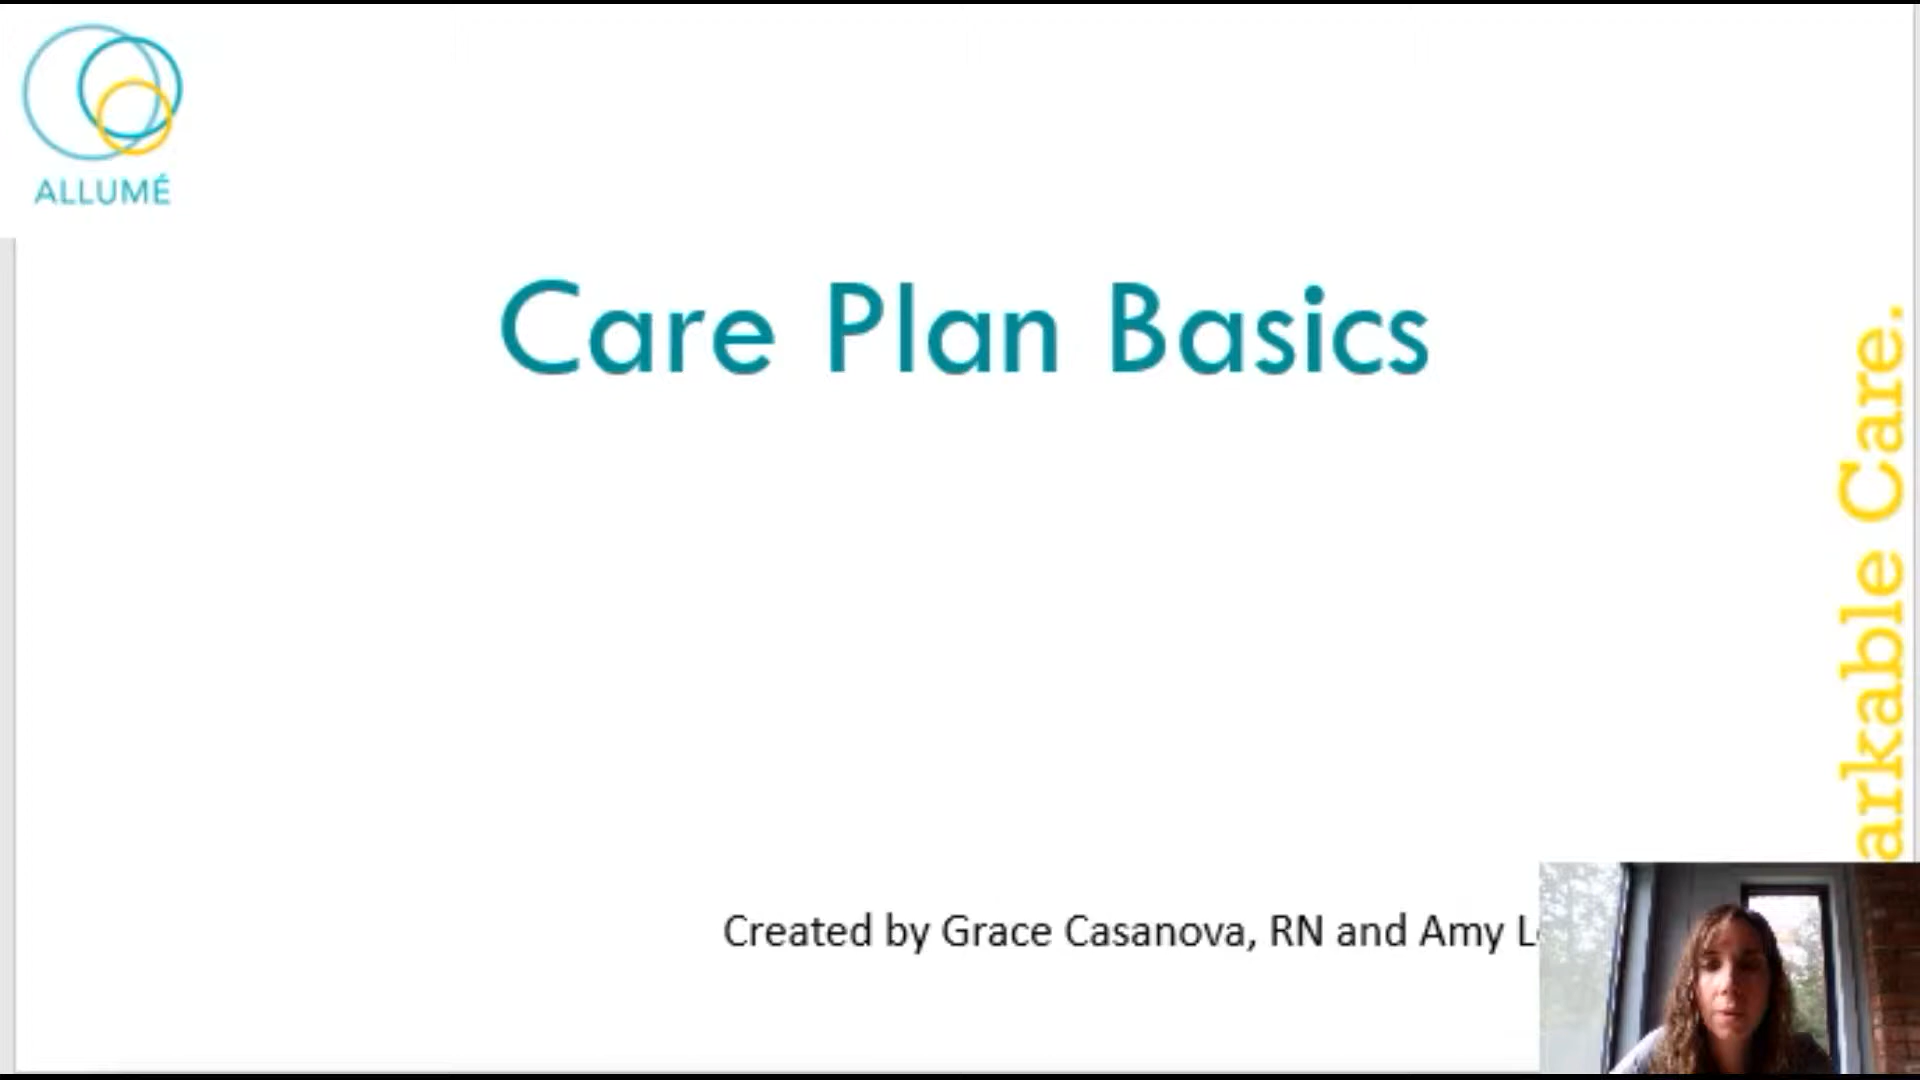 ALLUMÉ
Care Plan Basics
arkable Care.
Created by Grace Casanova, RN and Amy